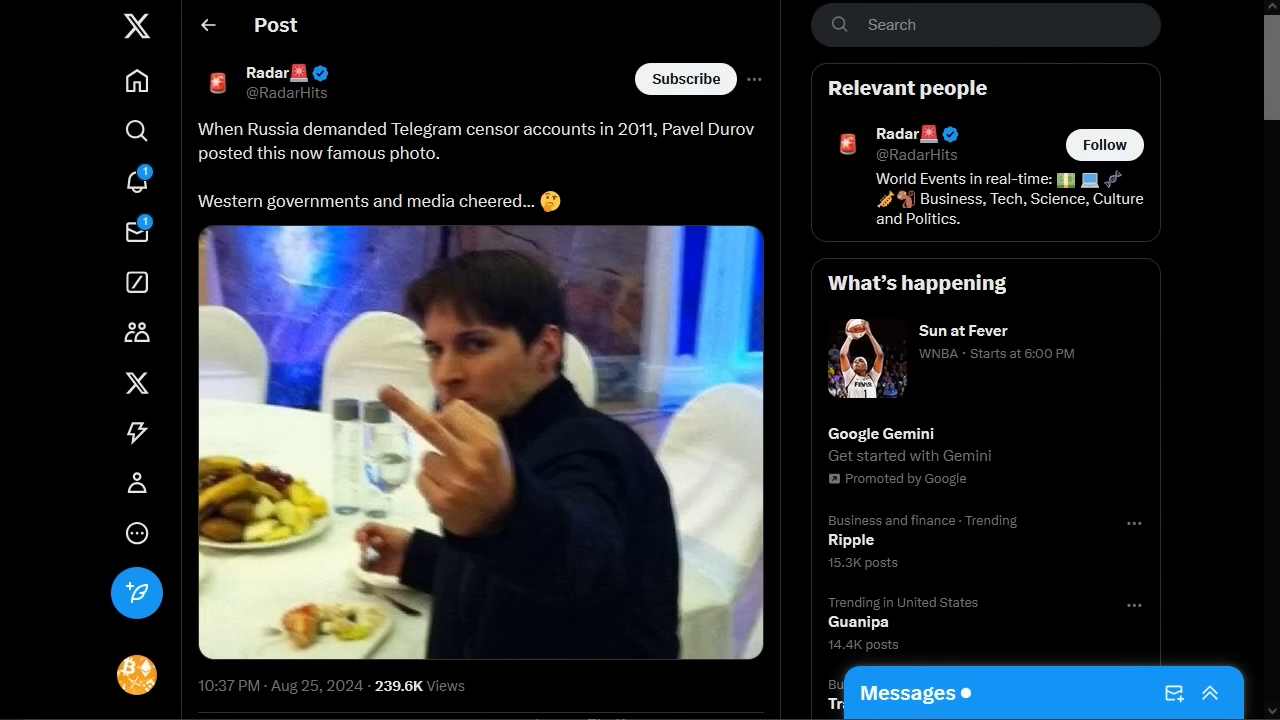 Post
Radar🚨
@RadarHits
Subscribe
When Russia demanded Telegram censor accounts in 2011, Pavel Durov
posted this now famous photo.
Western governments and media cheered... 🤔
10:37 PM · Aug 25, 2024 · 239.6K Views
1
1
Search
Relevant people
Radar🚨
@RadarHits
Follow
World Events in real-time: 💵 💻 🧬
🎺🐿️ Business, Tech, Science, Culture
and Politics.
What’s happening
Sun at Fever
WNBA · Starts at 6:00 PM
FEVER
1
Google Gemini
Get started with Gemini
Promoted by Google
Business and finance · Trending
Ripple
15.3K posts
Trending in United States
Guanipa
14.4K posts
Messages